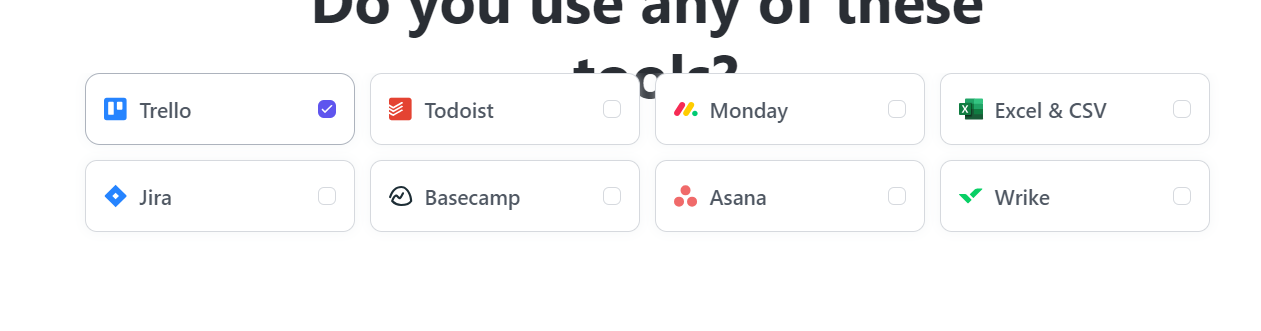 Do you use any of these
tools?
Trello Todoist Monday Excel & CSV
Jira Basecamp Asana Wrike